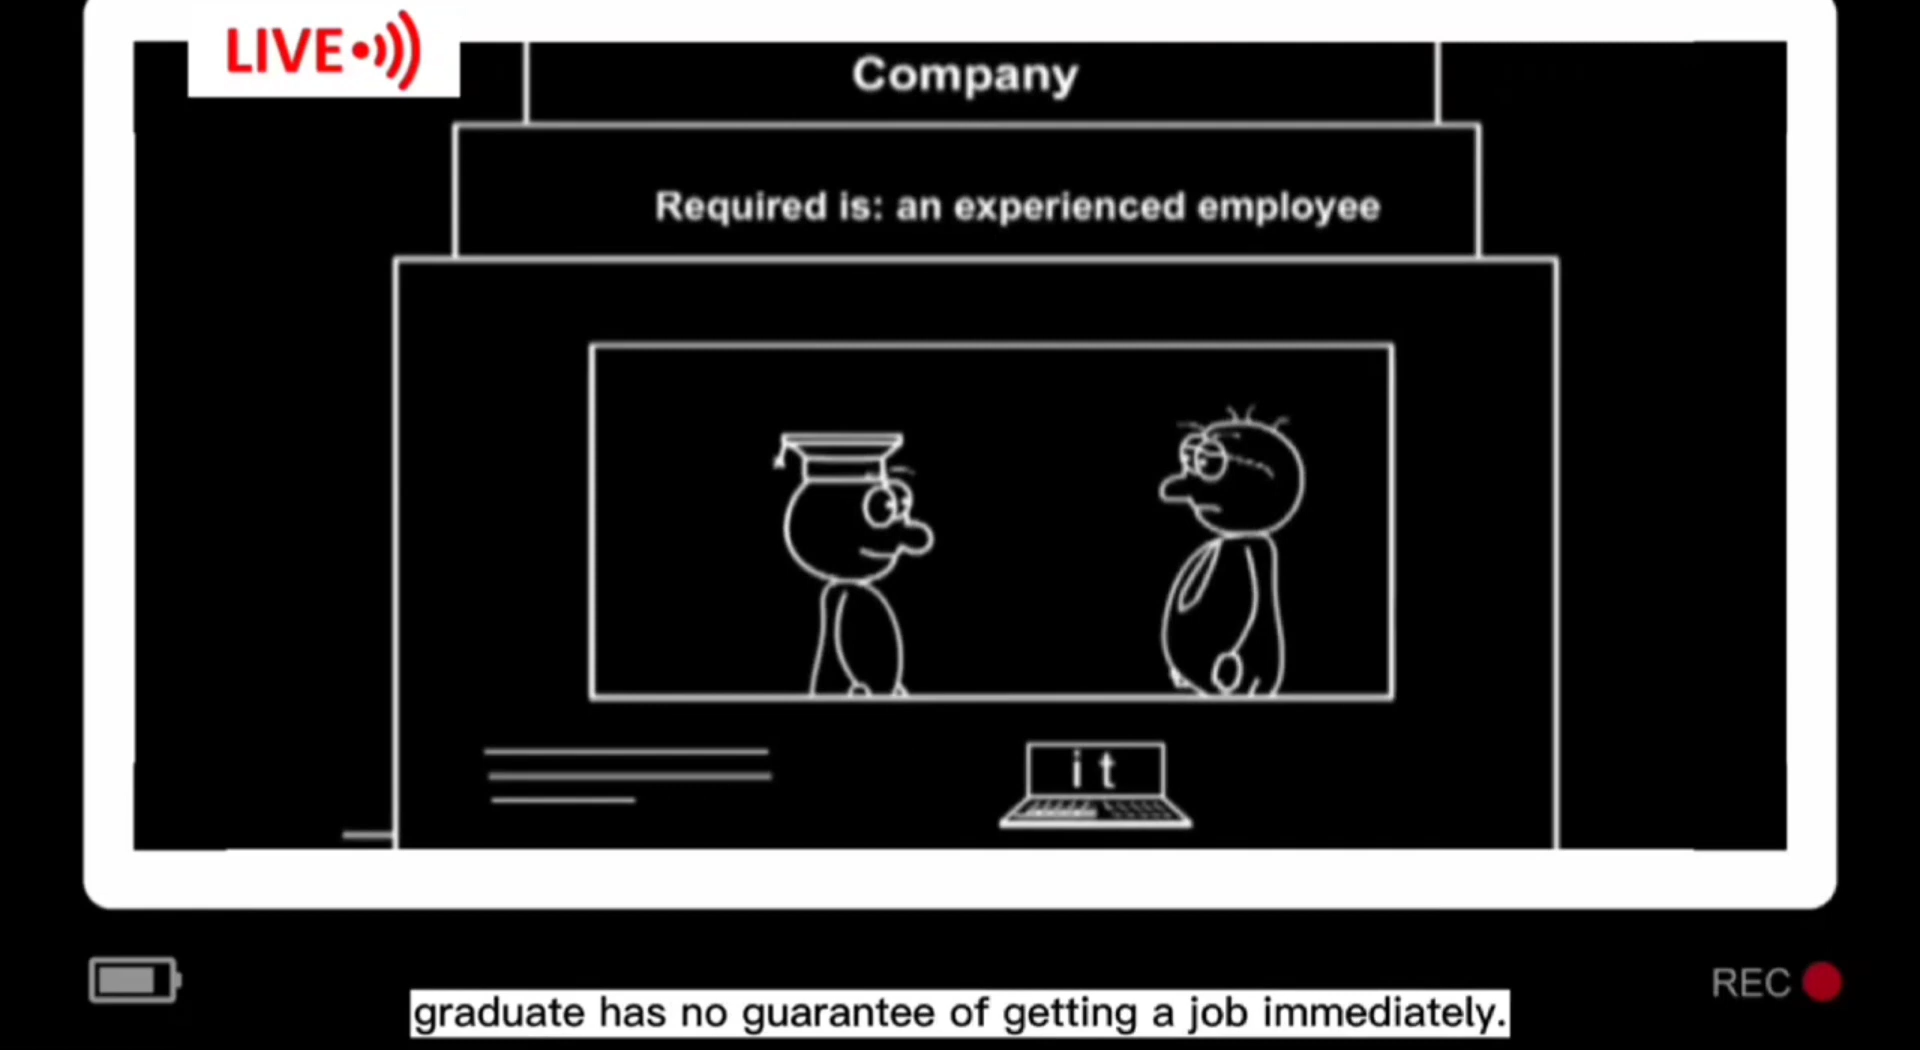 LIVE
Company
Required is: an experienced employee
it
REC
graduate has no guarantee of getting a job immediately.